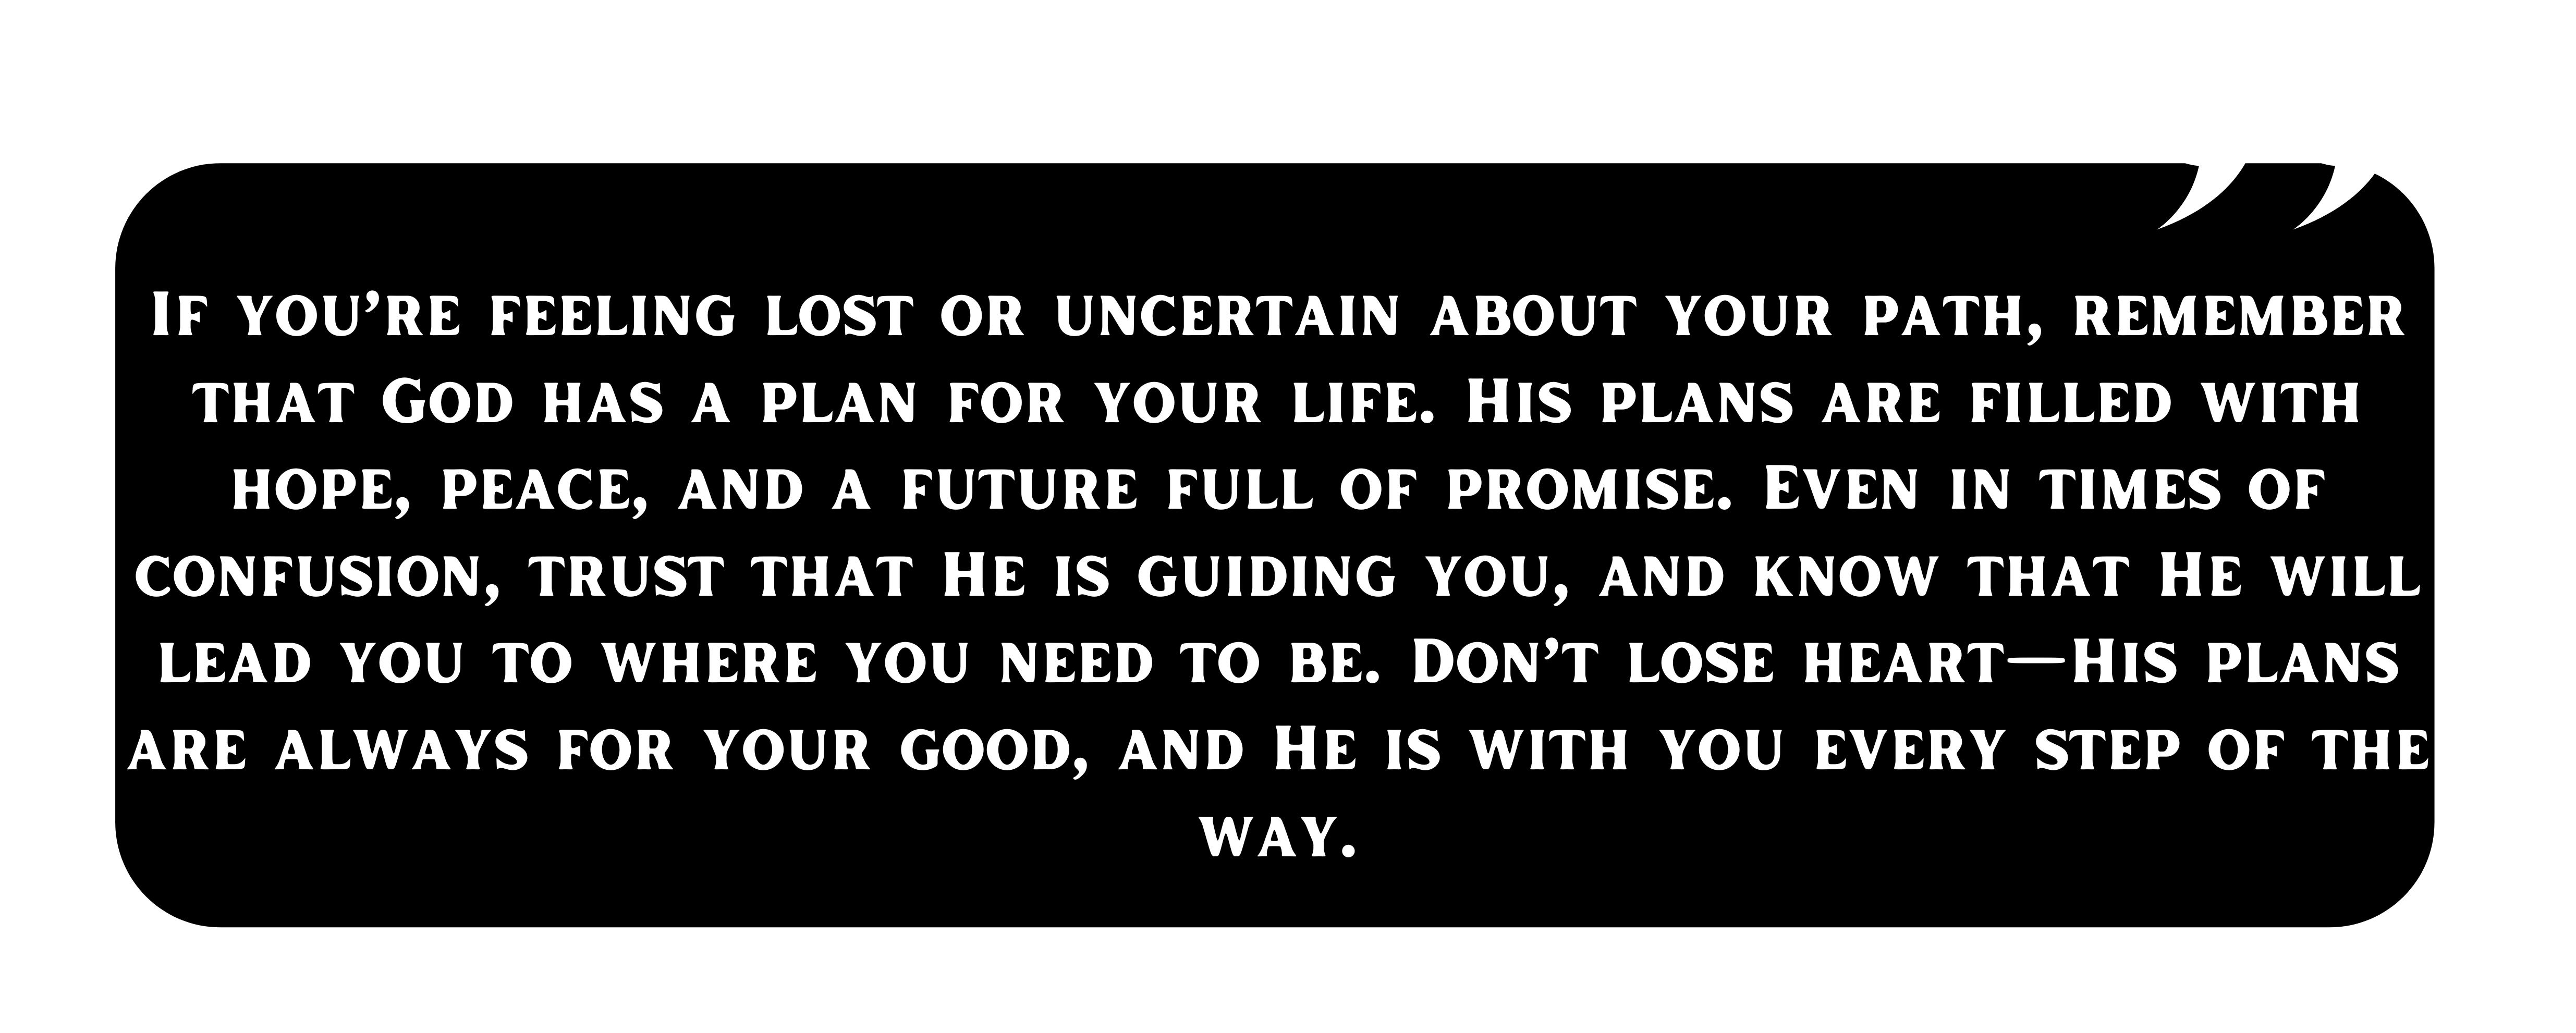 If you’re feeling lost or uncertain about your path, remember
that God has a plan for your life. His plans are filled with
hope, peace, and a future full of promise. Even in times of
confusion, trust that He is guiding you, and know that He will
lead you to where you need to be. Don’t lose heart—His plans
are always for your good, and He is with you every step of the
way.